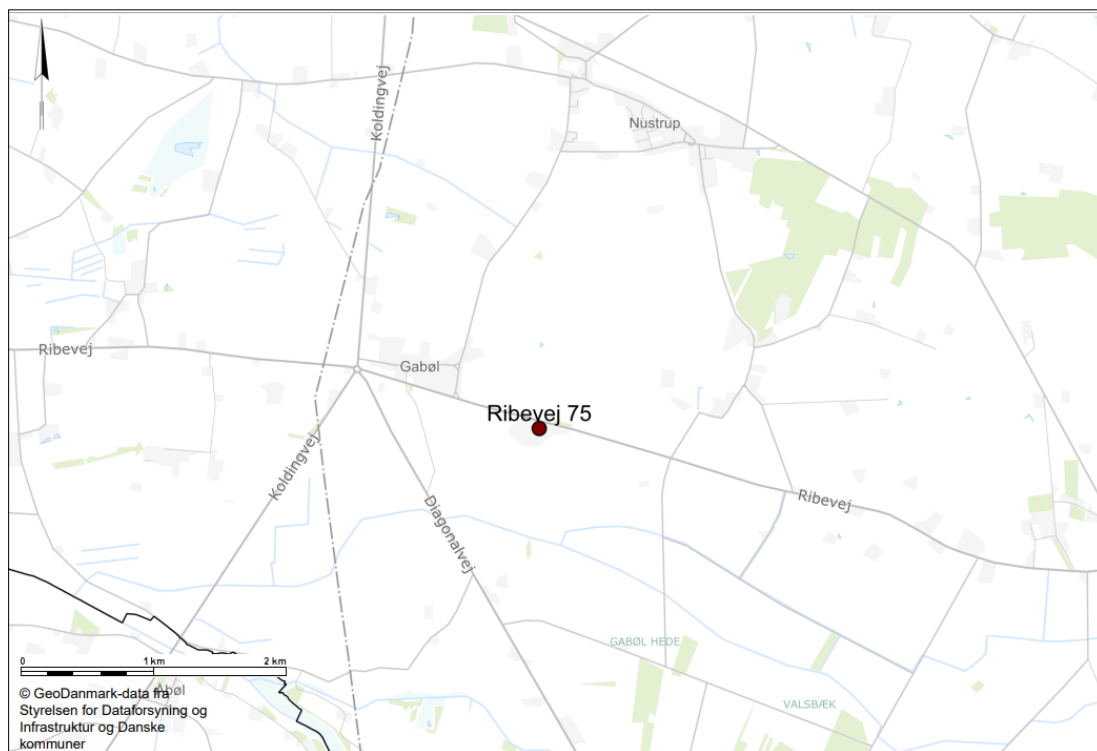 Koldingvej
Nustrup
Ribevej
Gabøl
Ribevej 75
Koldingvej
Diagonalvej
Ribevej
GABØL HEDE
VALSBÆK
0 1 km 2 km
Abøl
© GeoDanmark-data fra
Styrelsen for Dataforsyning og
Infrastruktur og Danske
kommuner